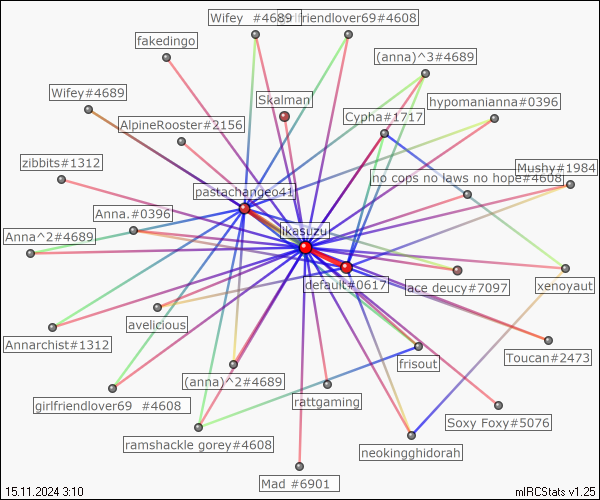 Wifey  #4689
girlfriendlover69#4608
fakedingo
(anna)^3#4689
Wifey#4689
Skalman
hypomanianna#0396
AlpineRooster#2156
Cypha#1717
zibbits#1312
Mushy#1984
no cops no laws no hope#4608
pastachangeo41
Anna.#0396
Anna^2#4689
Ikasuzu
default#0617
ace deucy#7097
xenoyaut
avelicious
Annarchist#1312
Toucan#2473
frisout
(anna)^2#4689
rattgaming
girlfriendlover69  #4608
Soxy Foxy#5076
ramshackle gorey#4608
neokingghidorah
Mad #6901
15.11.2024 3:10
mIRCStats v1.25